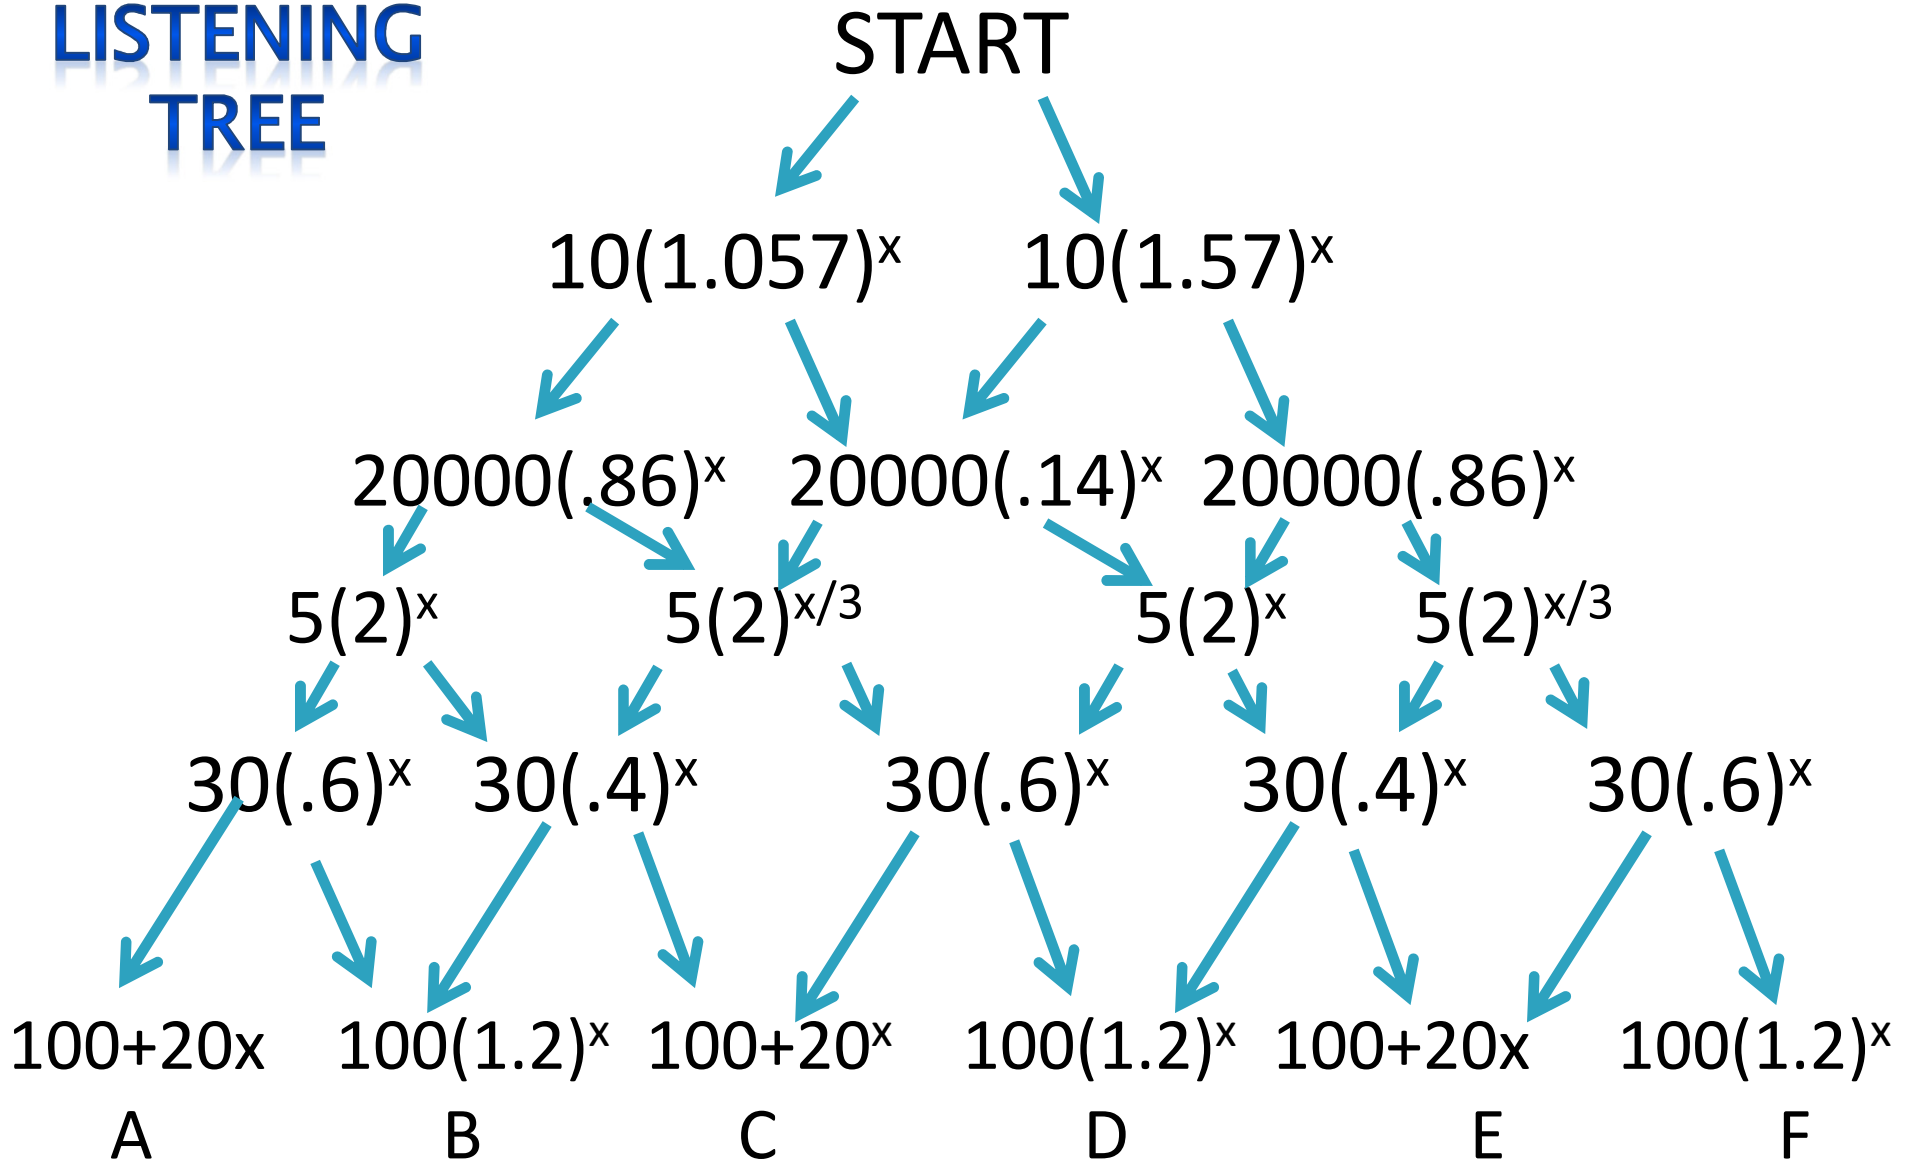 LISTENING
TREE
START
10(1.057)ˣ 10(1.57)ˣ
20000(.86)ˣ 20000(.14)ˣ 20000(.86)ˣ
5(2)ˣ 5(2)ˣ/³ 5(2)ˣ 5(2)ˣ/³
30(.6)ˣ 30(.4)ˣ 30(.6)ˣ 30(.4)ˣ 30(.6)ˣ
100+20x 100(1.2)ˣ 100+20ˣ 100(1.2)ˣ 100+20x 100(1.2)ˣ
A B C D E F